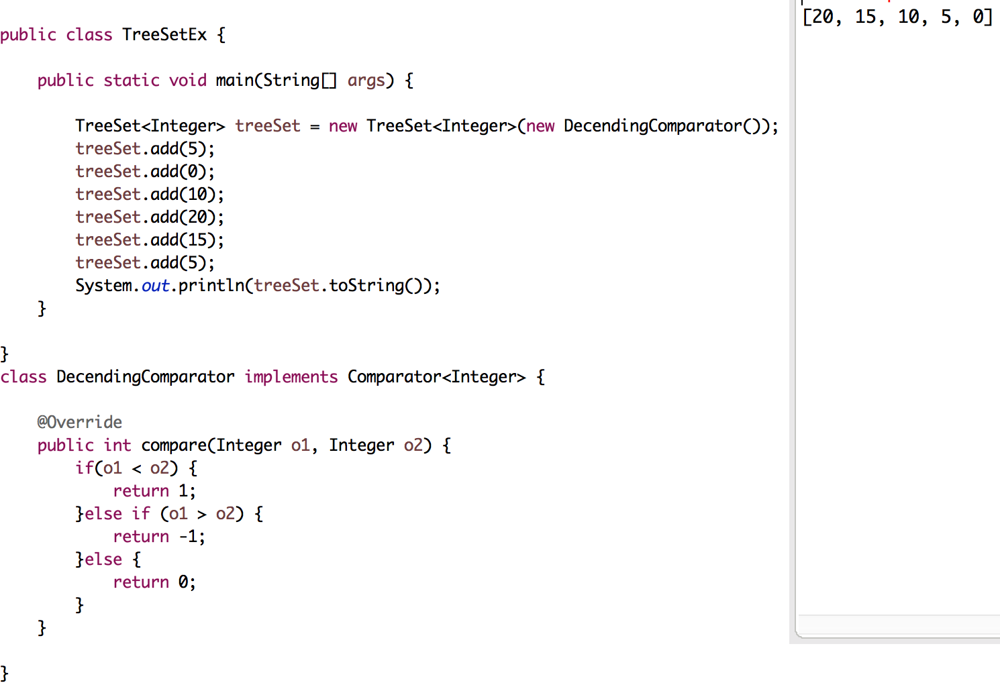 public class TreeSetEx {
public static void main(String[] args) {
TreeSet<Integer> treeSet = new TreeSet<Integer>(new DecendingComparator());
treeSet.add(5);
treeSet.add(0);
treeSet.add(10);
treeSet.add(20);
treeSet.add(15);
treeSet.add(5);
System.out.println(treeSet.toString());
}
}
class DecendingComparator implements Comparator<Integer> {
@Override
public int compare(Integer o1, Integer o2) {
if(o1 < o2) {
return 1;
}else if (o1 > o2) {
return -1;
}else {
return 0;
}
}
}
[20, 15, 10, 5, 0]